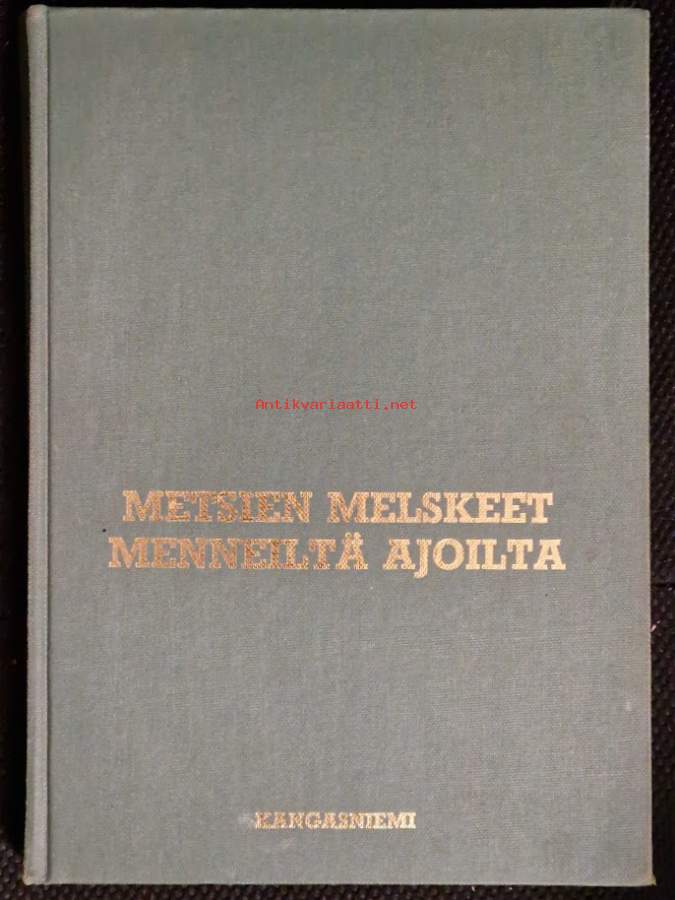 Antikvariaatti.net
METSIEN MELSKEET
MENNEILTÄ AJOILTA
KANGASNIEMI